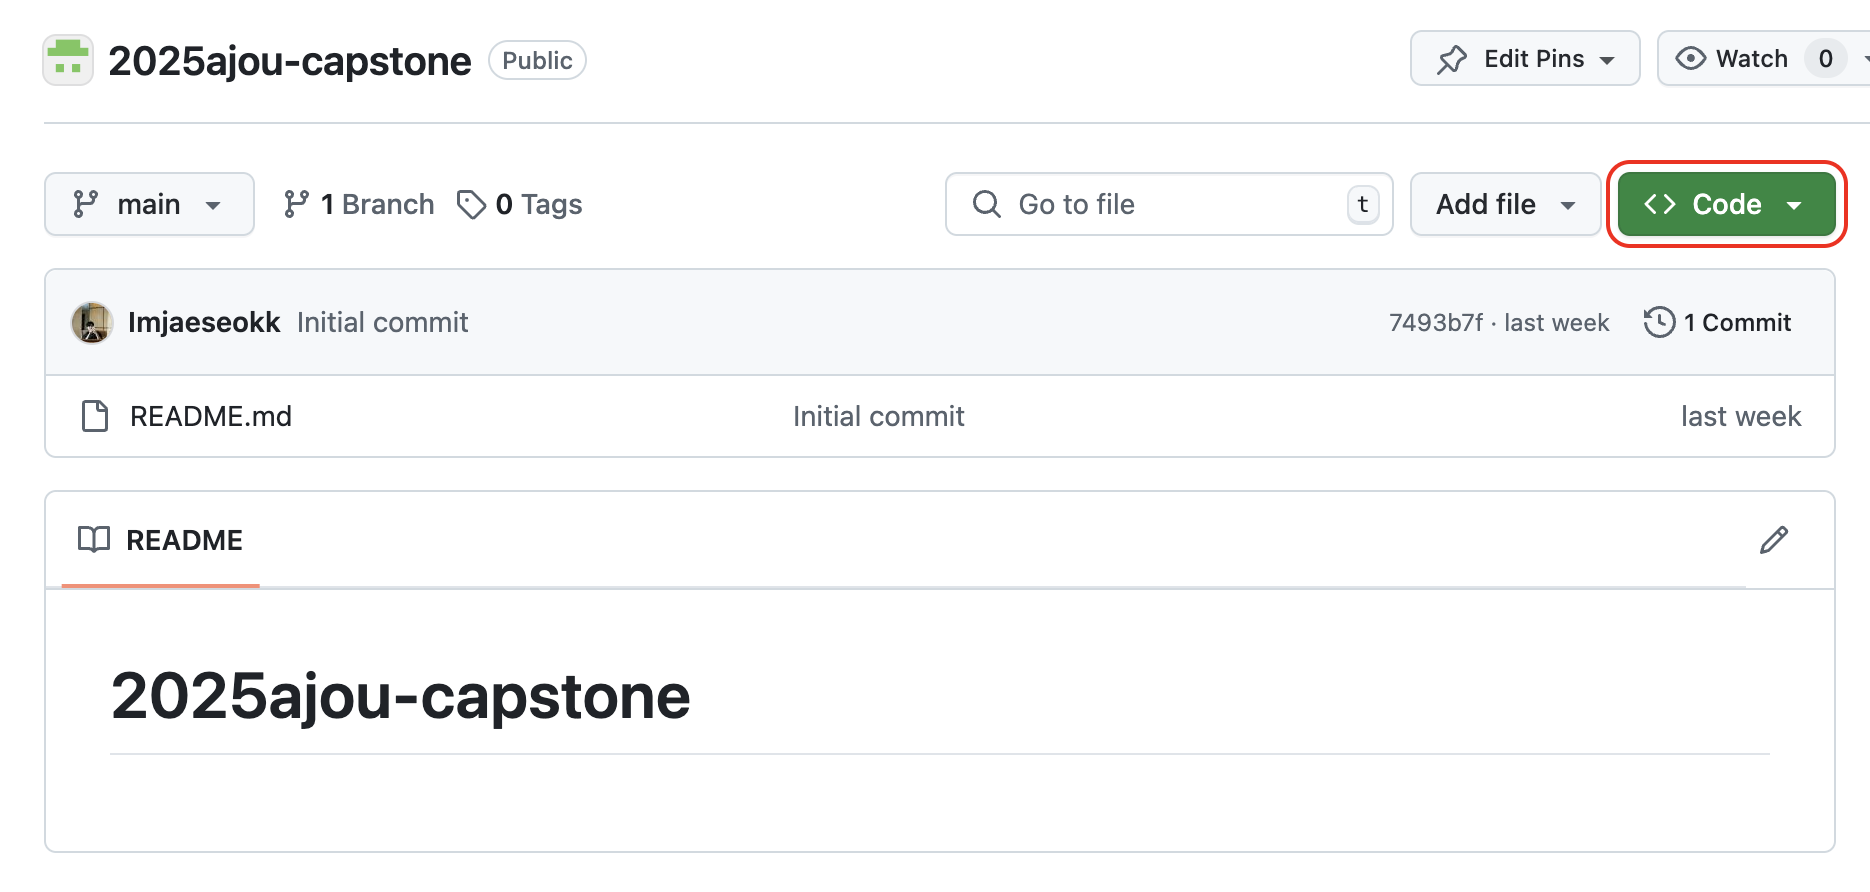 2025ajou-capstone Public Edit Pins Watch 0
main 1 Branch 0 Tags Go to file t Add file Code
Imjaeseokk Initial commit 7493b7f · last week 1 Commit
README.md Initial commit last week
README
2025ajou-capstone